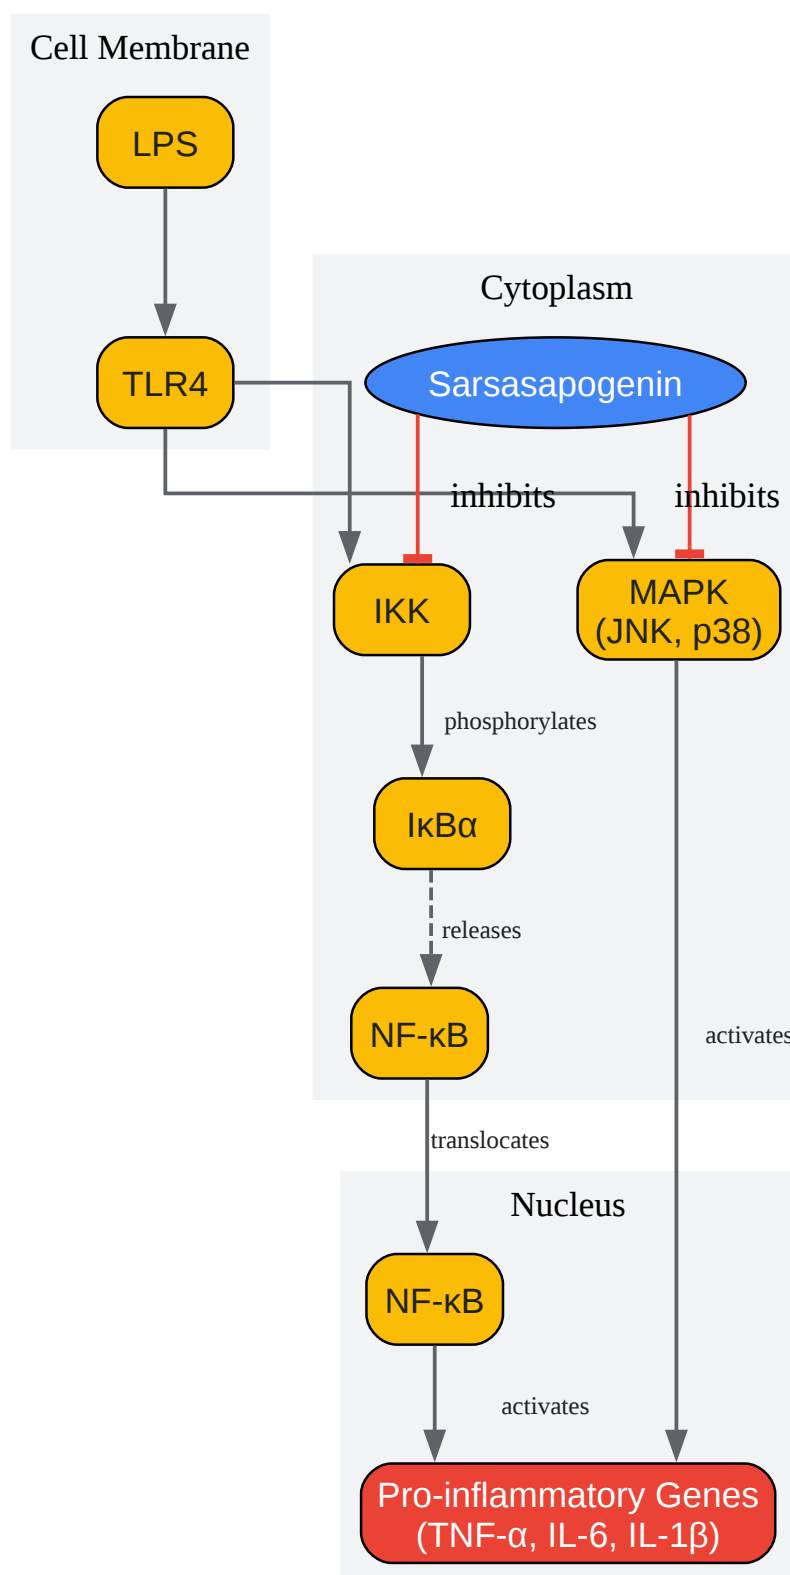 Cell Membrane
LPS
TLR4
Cytoplasm
Sarsasapogenin
inhibits
inhibits
IKK
MAPK
(JNK, p38)
phosphorylates
IκBα
releases
NF-κB
activates
translocates
Nucleus
NF-κB
activates
Pro-inflammatory Genes
(TNF-α, IL-6, IL-1β)